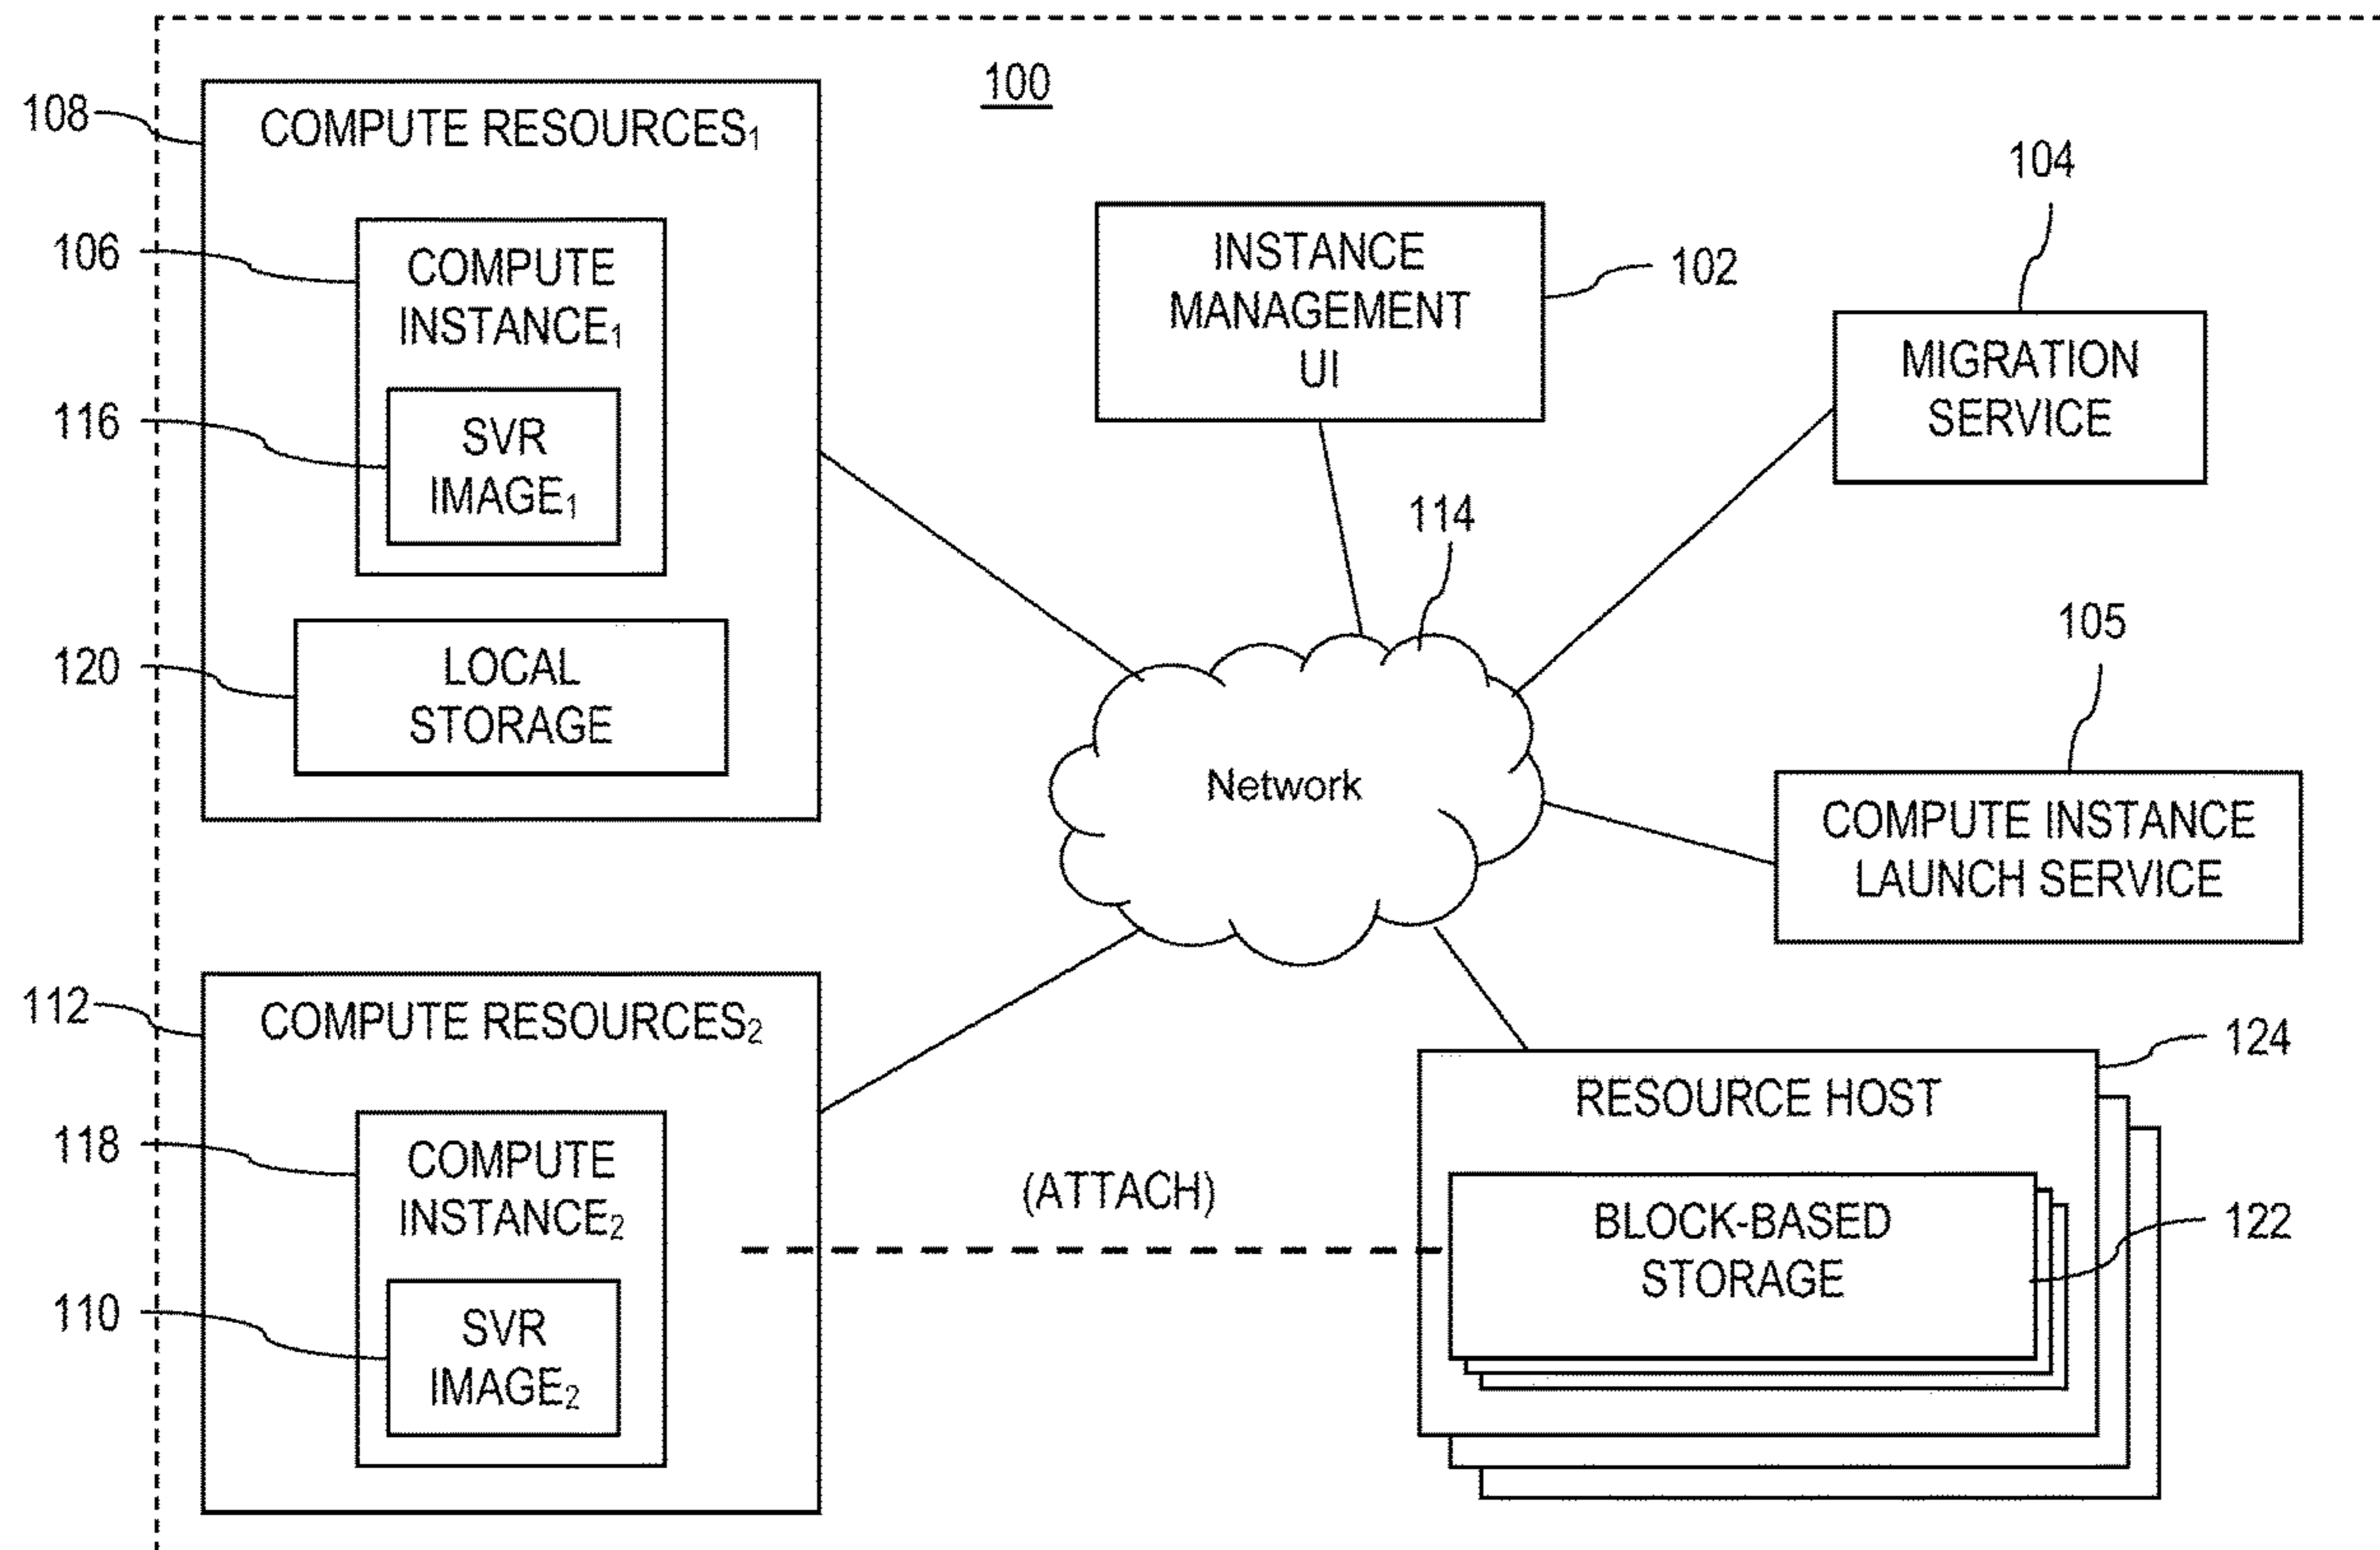 100
108
COMPUTE RESOURCES₁
106
COMPUTE
INSTANCE₁
116
SVR
IMAGE₁
120
LOCAL
STORAGE
INSTANCE
MANAGEMENT
UI
102
104
MIGRATION
SERVICE
114
Network
105
COMPUTE INSTANCE
LAUNCH SERVICE
112
COMPUTE RESOURCES₂
118
COMPUTE
INSTANCE₂
110
SVR
IMAGE₂
(ATTACH)
124
RESOURCE HOST
BLOCK-BASED
STORAGE
122